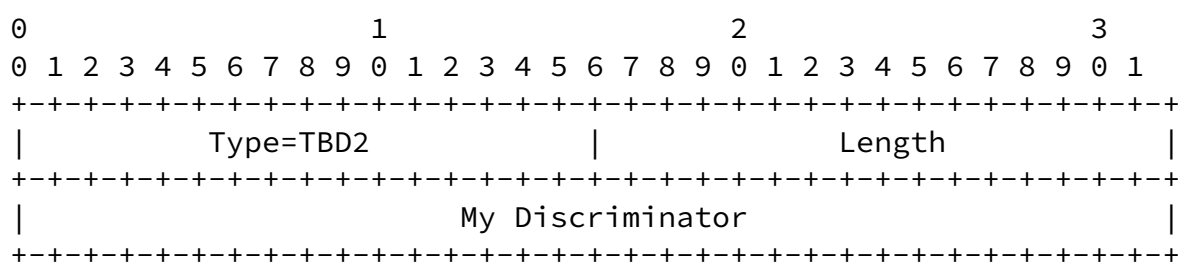 0                   1                   2                   3
0 1 2 3 4 5 6 7 8 9 0 1 2 3 4 5 6 7 8 9 0 1 2 3 4 5 6 7 8 9 0 1
+-+-+-+-+-+-+-+-+-+-+-+-+-+-+-+-+-+-+-+-+-+-+-+-+-+-+-+-+-+-+-+-+
|          Type=TBD2            |             Length            |
+-+-+-+-+-+-+-+-+-+-+-+-+-+-+-+-+-+-+-+-+-+-+-+-+-+-+-+-+-+-+-+-+
|                        My Discriminator                       |
+-+-+-+-+-+-+-+-+-+-+-+-+-+-+-+-+-+-+-+-+-+-+-+-+-+-+-+-+-+-+-+-+